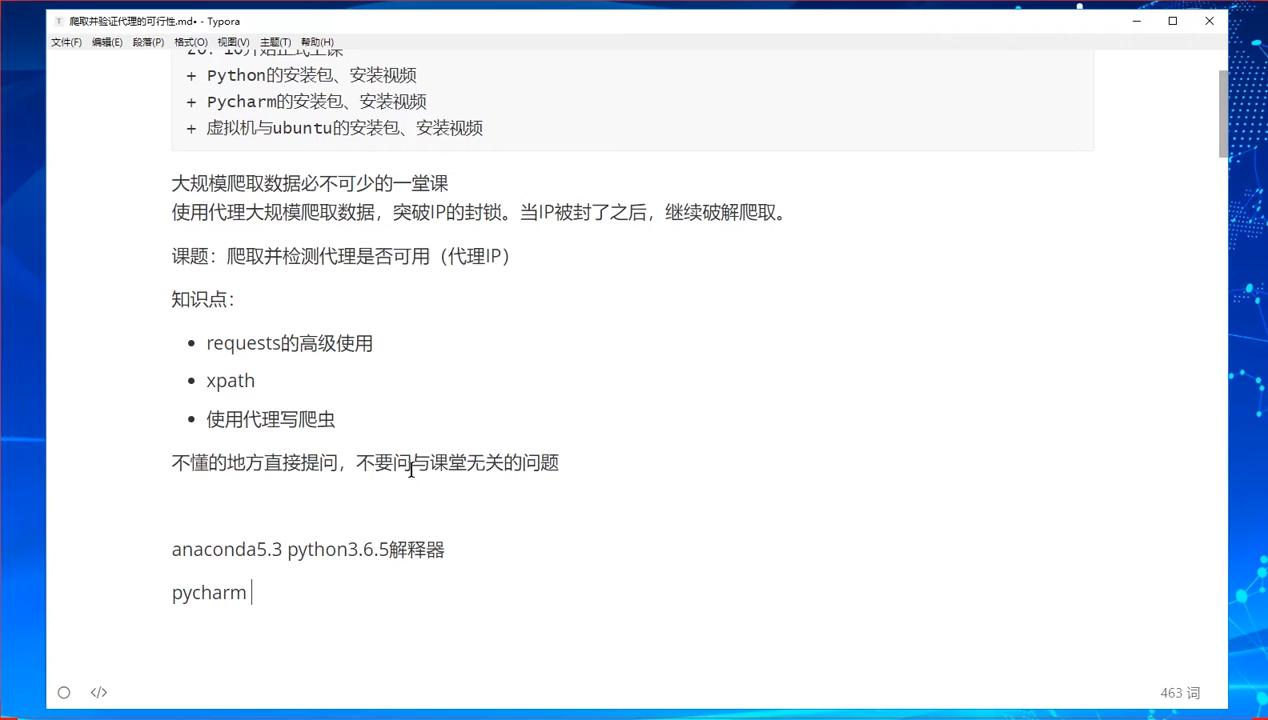 爬取并验证代理的可行性.md• - Typora
文件(F) 编辑(E) 段落(P) 格式(O) 视图(V) 主题(T) 帮助(H)
+ Python的安装包、安装视频
+ Pycharm的安装包、安装视频
+ 虚拟机与ubuntu的安装包、安装视频
大规模爬取数据必不可少的一堂课
使用代理大规模爬取数据，突破IP的封锁。当IP被封了之后，继续破解爬取。
课题：爬取并检测代理是否可用（代理IP）
知识点：
• requests的高级使用
• xpath
• 使用代理写爬虫
不懂的地方直接提问，不要问与课堂无关的问题
anaconda5.3 python3.6.5解释器
pycharm
463 词